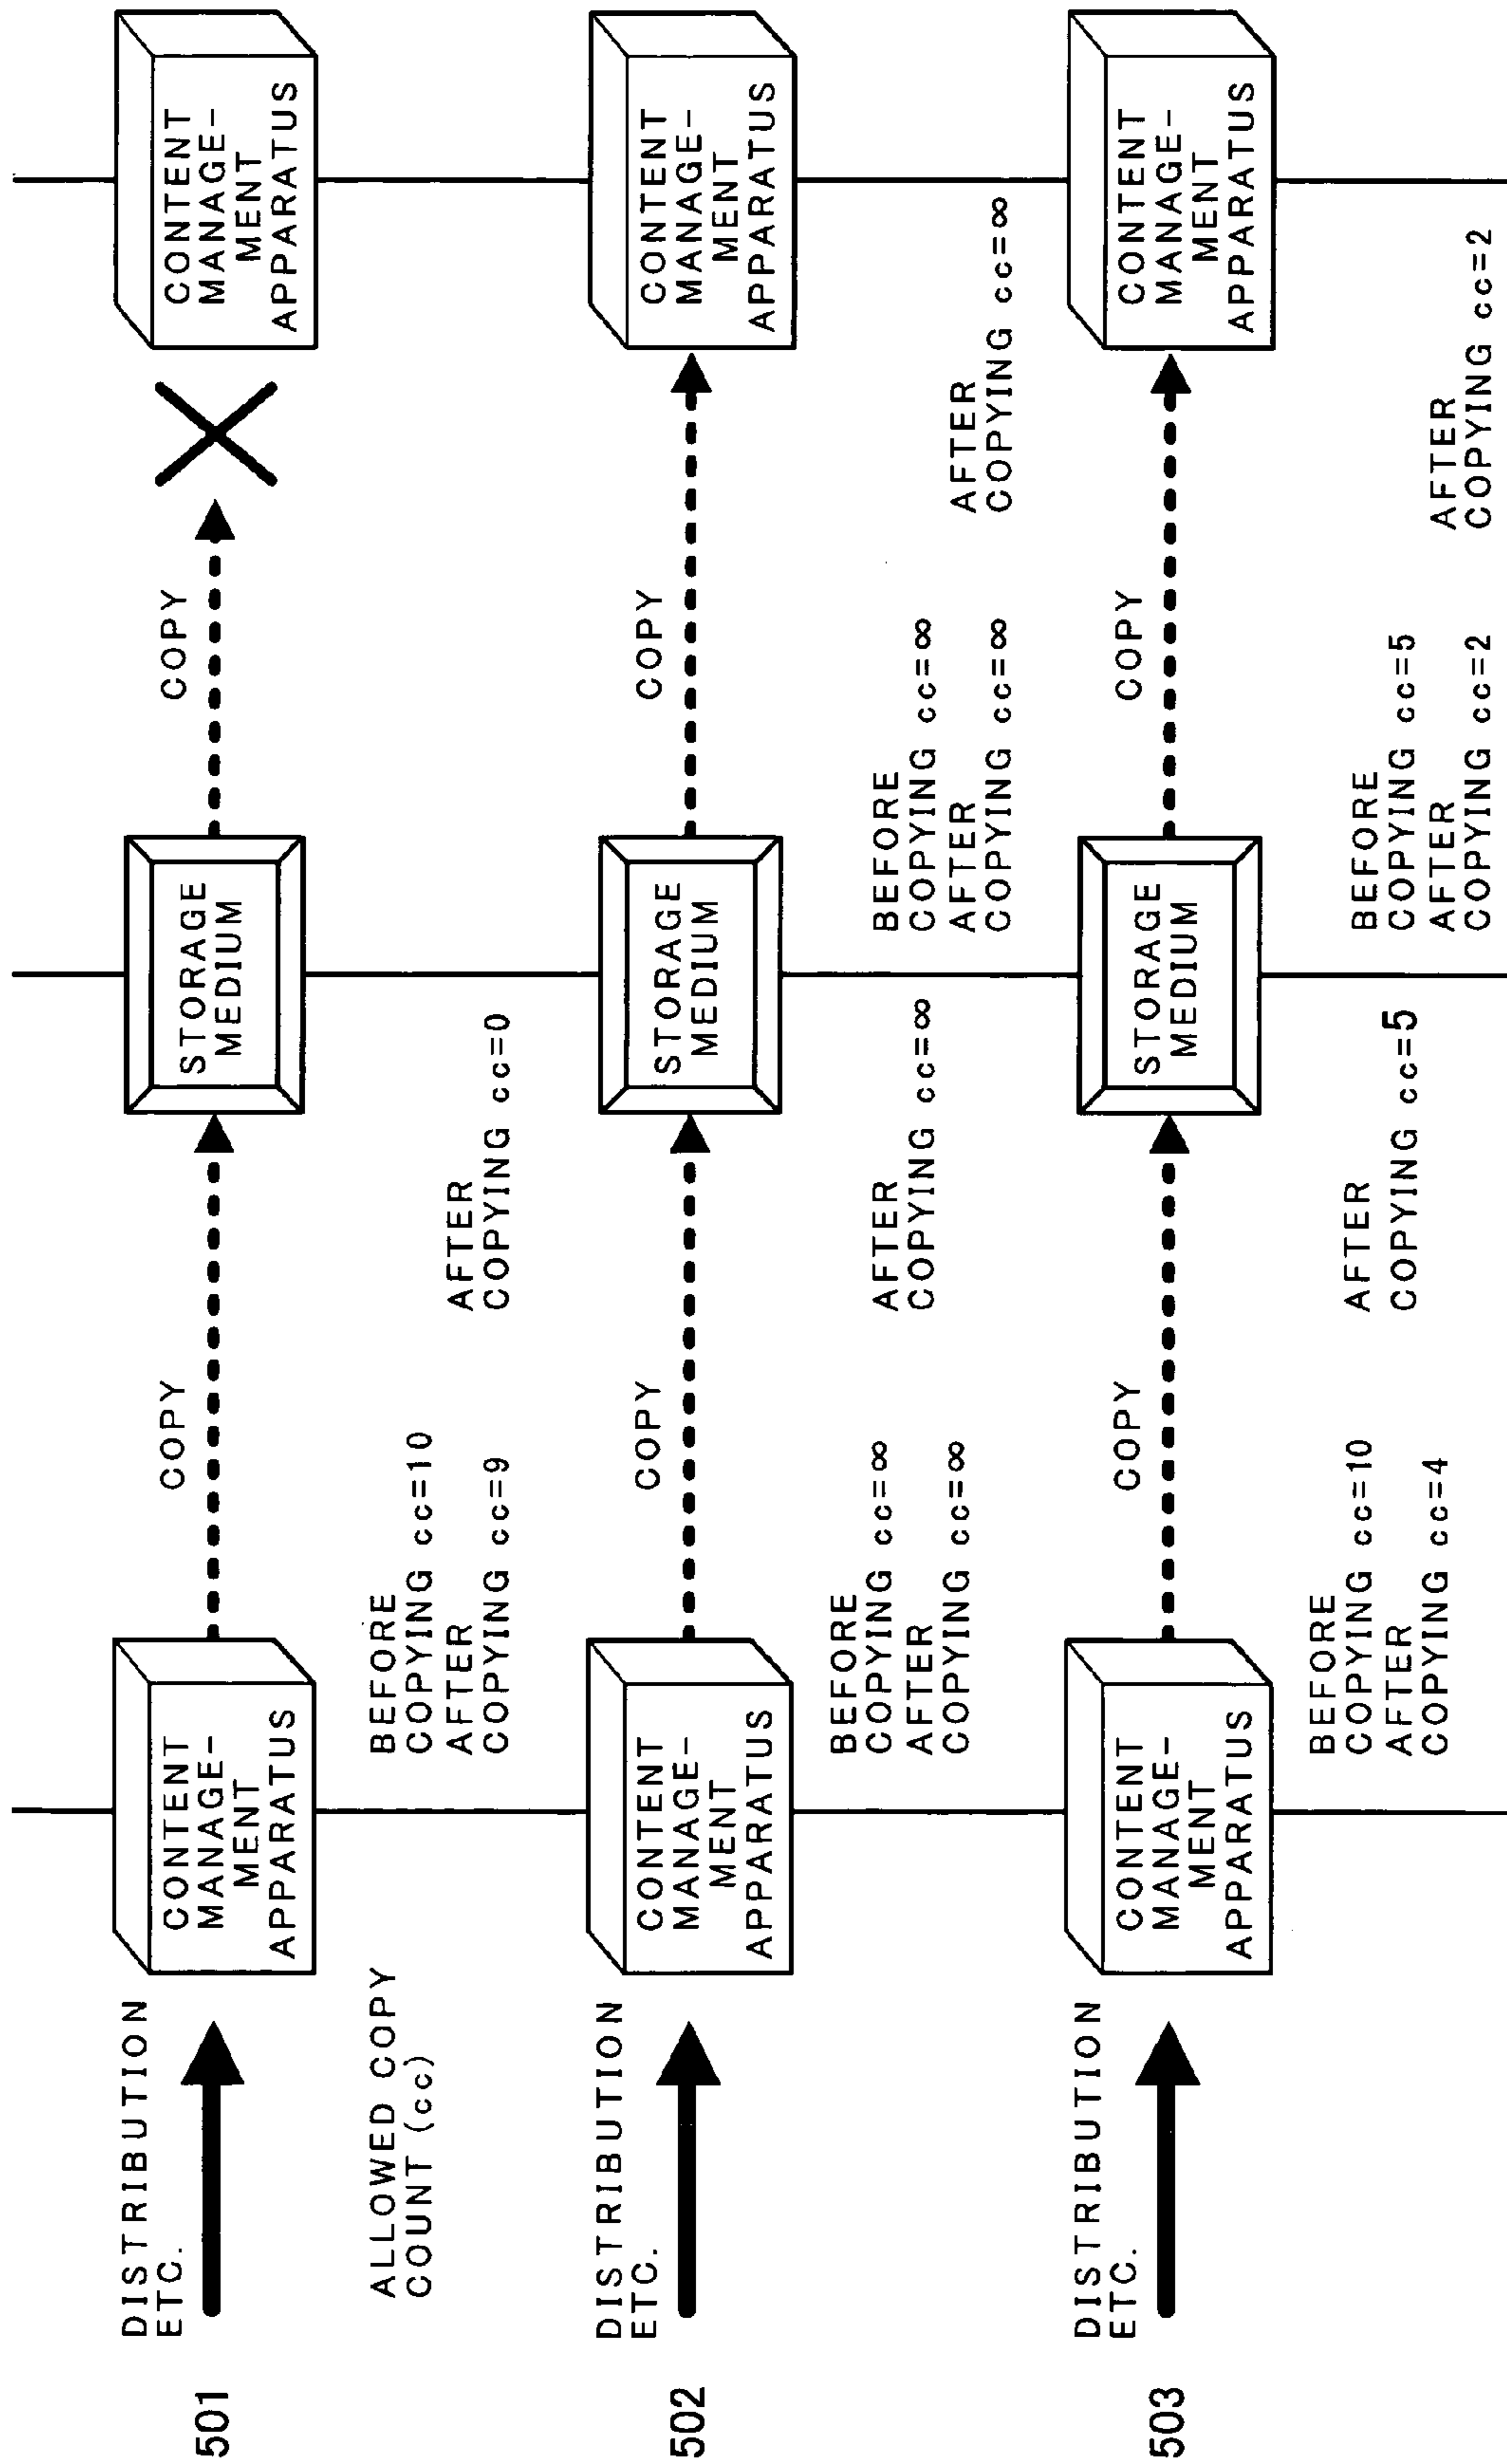 501
DISTRIBUTION
ETC.
CONTENT
MANAGE-
MENT
APPARATUS
COPY
STORAGE
MEDIUM
COPY
CONTENT
MANAGE-
MENT
APPARATUS
ALLOWED COPY
COUNT (cc)
BEFORE
COPYING cc=10
AFTER
COPYING cc=9
AFTER
COPYING cc=0
502
DISTRIBUTION
ETC.
CONTENT
MANAGE-
MENT
APPARATUS
COPY
STORAGE
MEDIUM
COPY
CONTENT
MANAGE-
MENT
APPARATUS
BEFORE
COPYING cc=∞
AFTER
COPYING cc=∞
AFTER
COPYING cc=∞
BEFORE
COPYING cc=∞
AFTER
COPYING cc=∞
AFTER
COPYING cc=∞
503
DISTRIBUTION
ETC.
CONTENT
MANAGE-
MENT
APPARATUS
COPY
STORAGE
MEDIUM
COPY
CONTENT
MANAGE-
MENT
APPARATUS
BEFORE
COPYING cc=10
AFTER
COPYING cc=4
AFTER
COPYING cc=5
BEFORE
COPYING cc=5
AFTER
COPYING cc=2
AFTER
COPYING cc=2